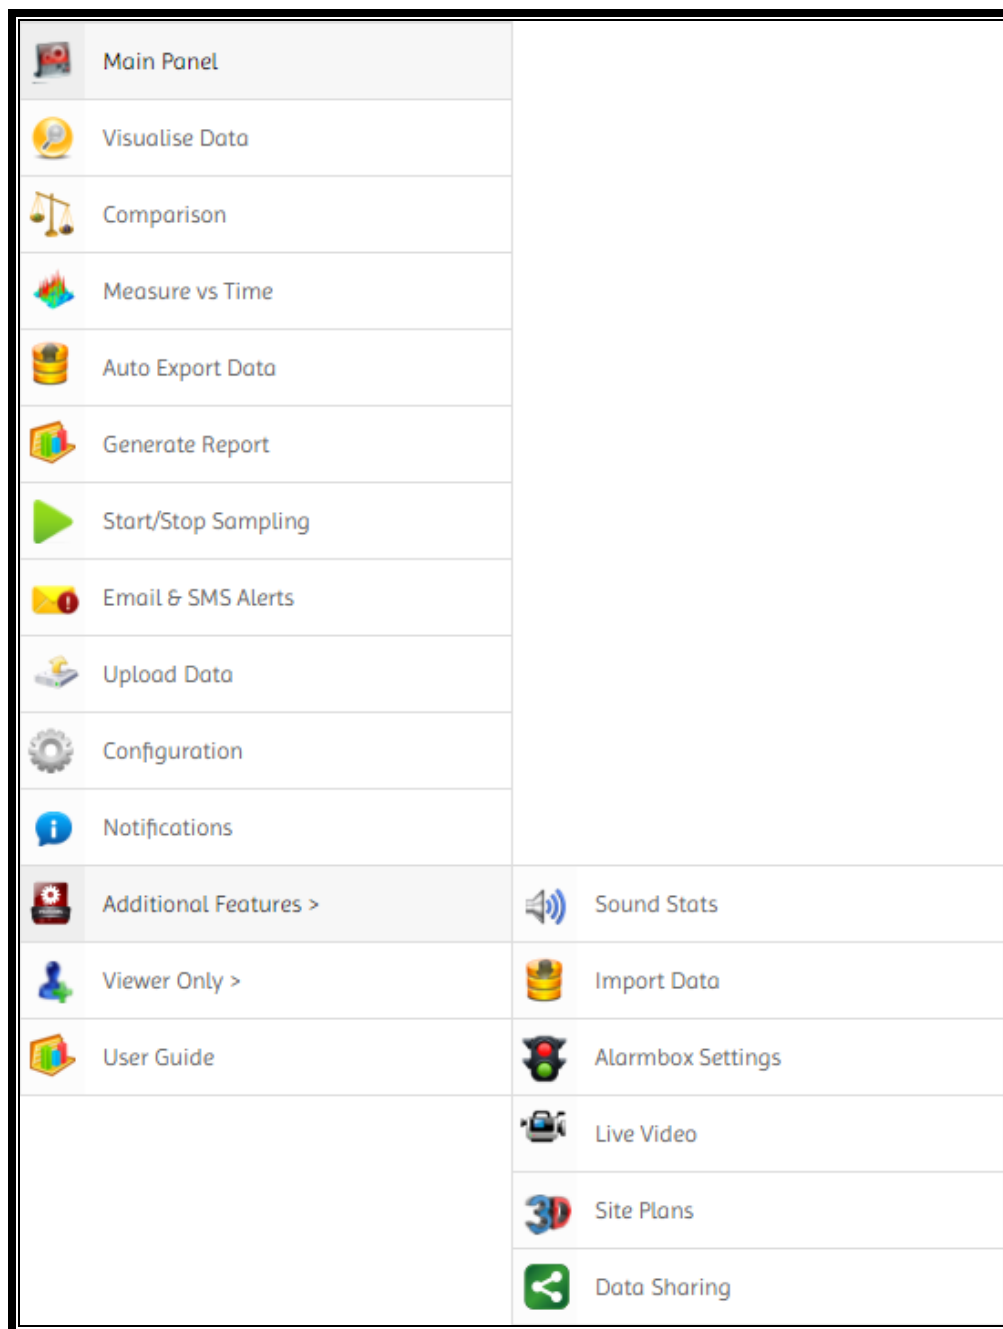 Main Panel
Visualise Data
Comparison
Measure vs Time
Auto Export Data
Generate Report
Start/Stop Sampling
Email & SMS Alerts
Upload Data
Configuration
Notifications
Additional Features >
Sound Stats
Viewer Only >
Import Data
User Guide
Alarmbox Settings
Live Video
3D
Site Plans
Data Sharing